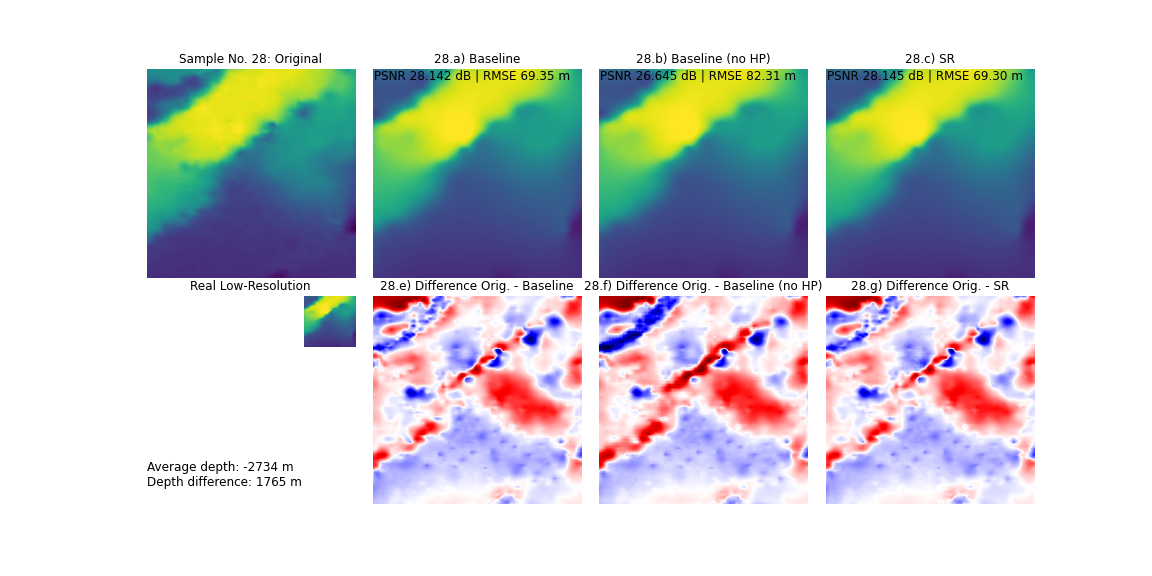 Sample No. 28: Original
28.a) Baseline
28.b) Baseline (no HP)
28.c) SR
PSNR 28.142 dB | RMSE 69.35 m
PSNR 26.645 dB | RMSE 82.31 m
PSNR 28.145 dB | RMSE 69.30 m
Real Low-Resolution
28.e) Difference Orig. - Baseline
28.f) Difference Orig. - Baseline (no HP)
28.g) Difference Orig. - SR
Average depth: -2734 m
Depth difference: 1765 m